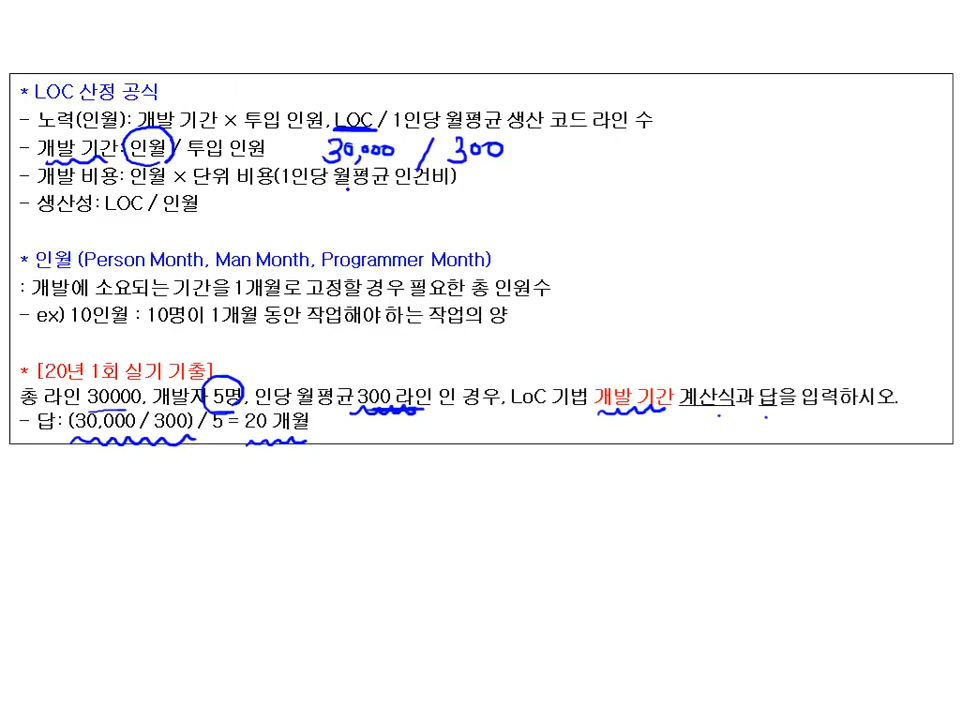 * LOC 산정 공식
- 노력(인월): 개발 기간 × 투입 인원, LOC / 1인당 월평균 생산 코드 라인 수
- 개발 기간: 인월 / 투입 인원
30,000 / 300
- 개발 비용: 인월 × 단위 비용(1인당 월평균 인건비)
- 생산성: LOC / 인월
* 인월 (Person Month, Man Month, Programmer Month)
: 개발에 소요되는 기간을 1개월로 고정할 경우 필요한 총 인원수
- ex) 10인월 : 10명이 1개월 동안 작업해야 하는 작업의 양
* [20년 1회 실기 기출]
총 라인 30000, 개발자 5명, 인당 월평균 300 라인 인 경우, LoC 기법 개발 기간 계산식과 답을 입력하시오.
- 답: (30,000 / 300) / 5 = 20 개월